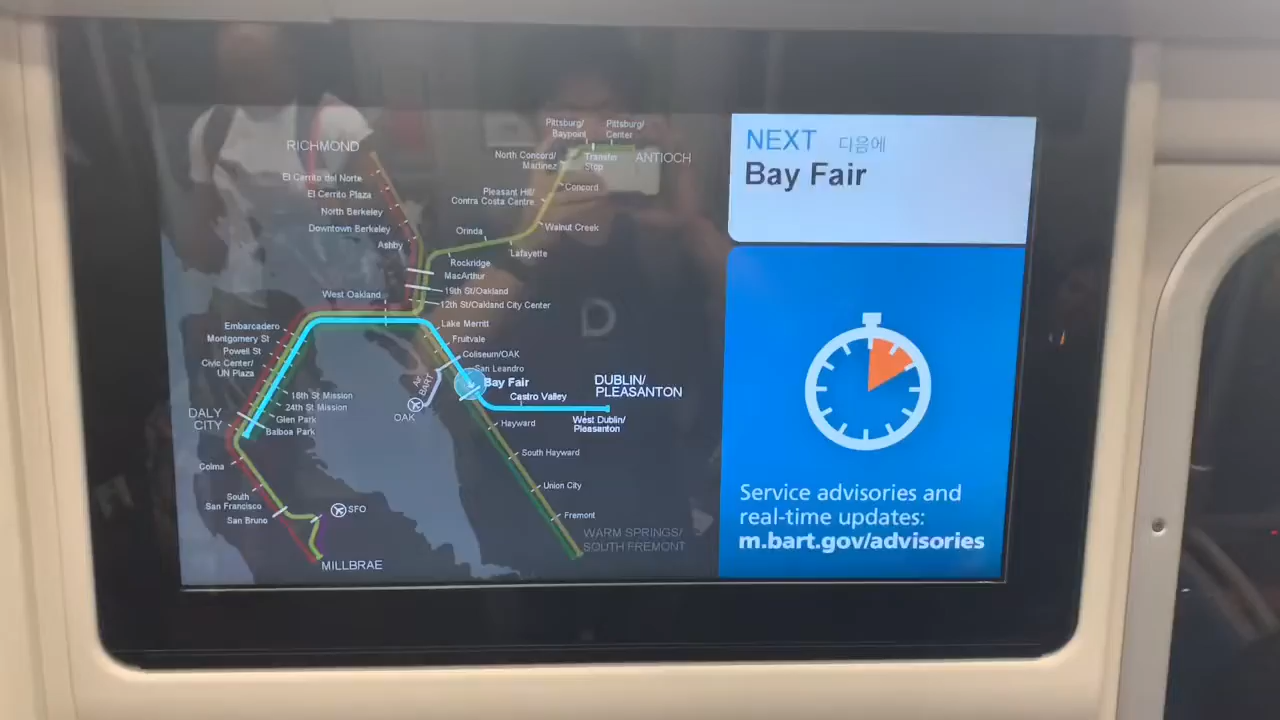 RICHMOND
El Cerrito del Norte
El Cerrito Plaza
North Berkeley
Downtown Berkeley
Ashby
Pittsburg/
Baypoint
Pittsburg/
Center
North Concord/
Martinez
Transfer
Stop
ANTIOCH
Concord
Pleasant Hill/
Contra Costa Centre
Walnut Creek
Orinda
Lafayette
Rockridge
MacArthur
19th St/Oakland
12th St/Oakland City Center
West Oakland
Lake Merritt
Fruitvale
Coliseum/OAK
San Leandro
Bay Fair
Air
BART
OAK
Castro Valley
DUBLIN/
PLEASANTON
West Dublin/
Pleasanton
Embarcadero
Montgomery St
Powell St
Civic Center/
UN Plaza
16th St Mission
24th St Mission
Glen Park
Balboa Park
DALY
CITY
Colma
South
San Francisco
San Bruno
SFO
MILLBRAE
Hayward
South Hayward
Union City
Fremont
WARM SPRINGS/
SOUTH FREMONT
NEXT 다음에
Bay Fair
Service advisories and
real-time updates:
m.bart.gov/advisories